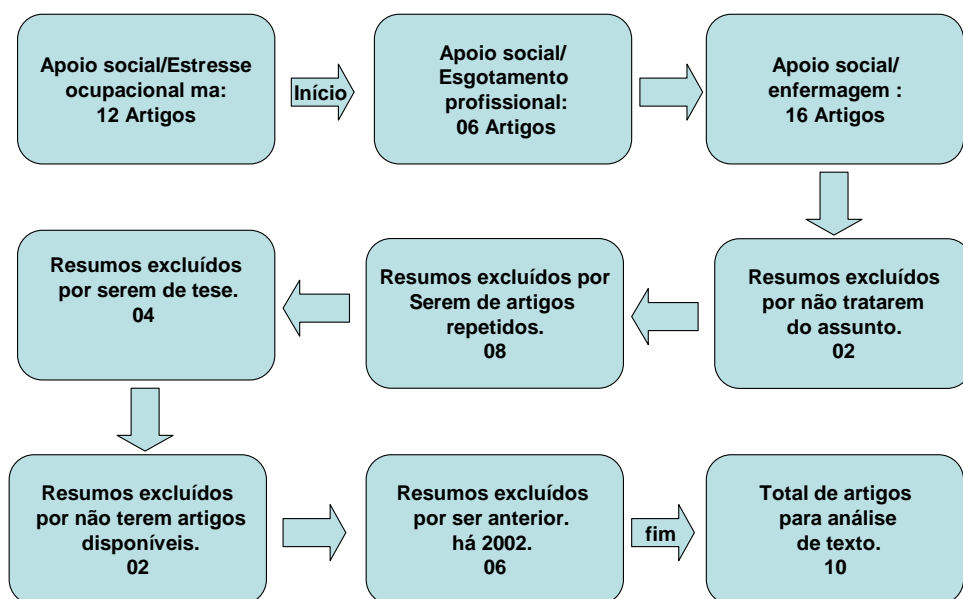 Apoio social/Estresse
ocupacional ma:
12 Artigos
Início
Apoio social/
Esgotamento
profissional:
06 Artigos
Apoio social/
enfermagem :
16 Artigos
Resumos excluídos
por não tratarem
do assunto.
02
Resumos excluídos por
Serem de artigos
repetidos.
08
Resumos excluídos
por serem de tese.
04
Resumos excluídos
por não terem artigos
disponíveis.
02
Resumos excluídos
por ser anterior.
há 2002.
06
fim
Total de artigos
para análise
de texto.
10